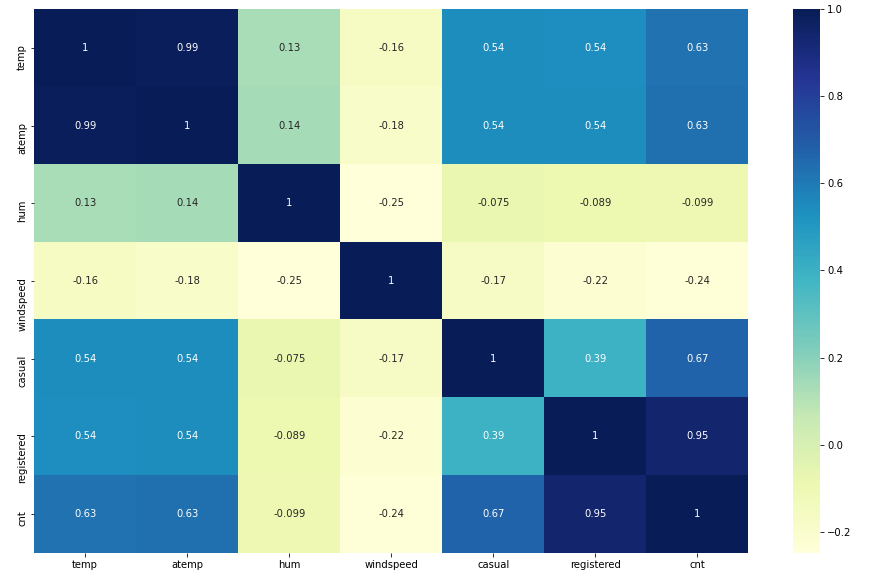 temp 1 0.99 0.13 -0.16 0.54 0.54 0.63
atemp 0.99 1 0.14 -0.18 0.54 0.54 0.63
hum 0.13 0.14 1 -0.25 -0.075 -0.089 -0.099
windspeed -0.16 -0.18 -0.25 1 -0.17 -0.22 -0.24
casual 0.54 0.54 -0.075 -0.17 1 0.39 0.67
registered 0.54 0.54 -0.089 -0.22 0.39 1 0.95
cnt 0.63 0.63 -0.099 -0.24 0.67 0.95 1
temp atemp hum windspeed casual registered cnt
1.0
0.8
0.6
0.4
0.2
0.0
−0.2